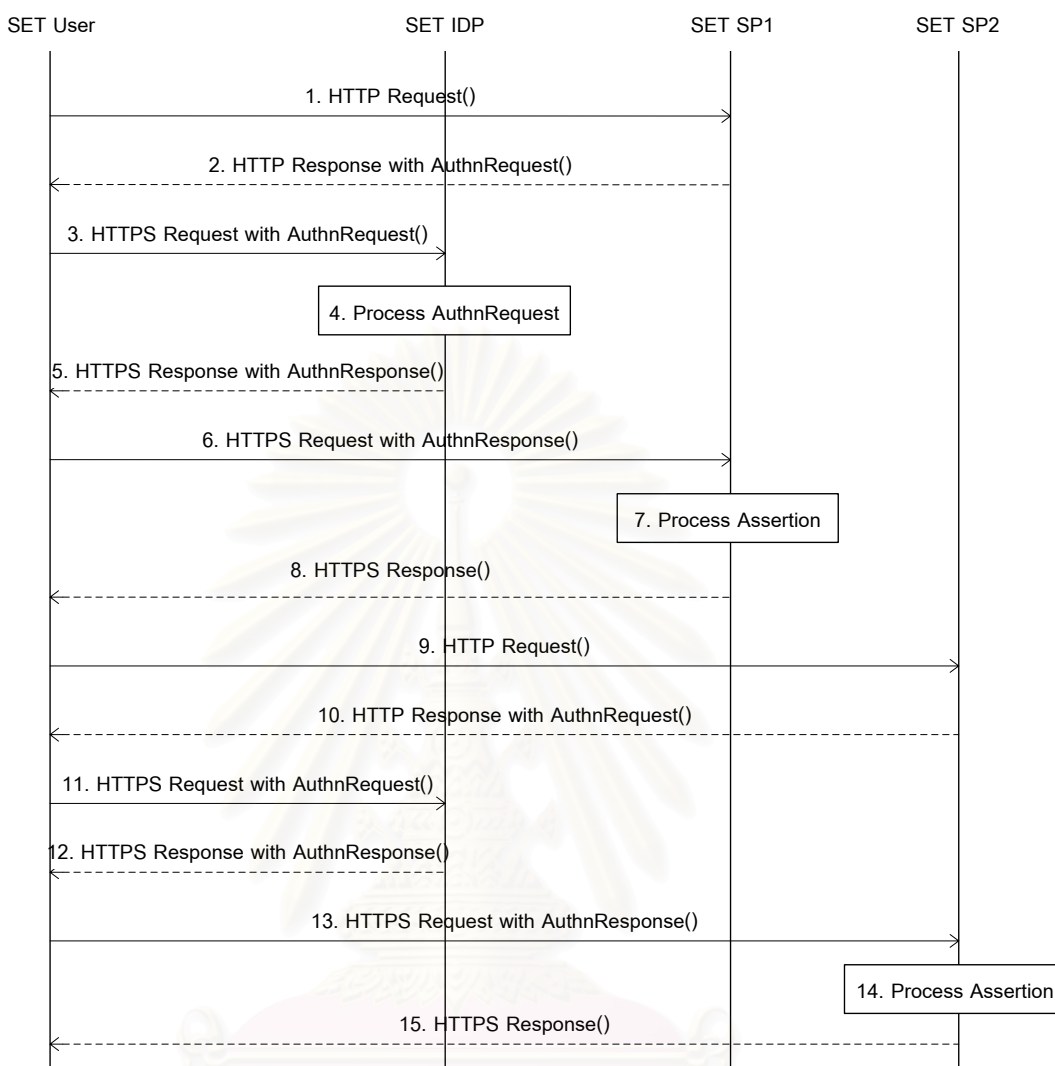 SET User
SET IDP
SET SP1
SET SP2
1. HTTP Request()
2. HTTP Response with AuthnRequest()
3. HTTPS Request with AuthnRequest()
4. Process AuthnRequest
5. HTTPS Response with AuthnResponse()
6. HTTPS Request with AuthnResponse()
7. Process Assertion
8. HTTPS Response()
9. HTTP Request()
10. HTTP Response with AuthnRequest()
11. HTTPS Request with AuthnRequest()
12. HTTPS Response with AuthnResponse()
13. HTTPS Request with AuthnResponse()
14. Process Assertion
15. HTTPS Response()